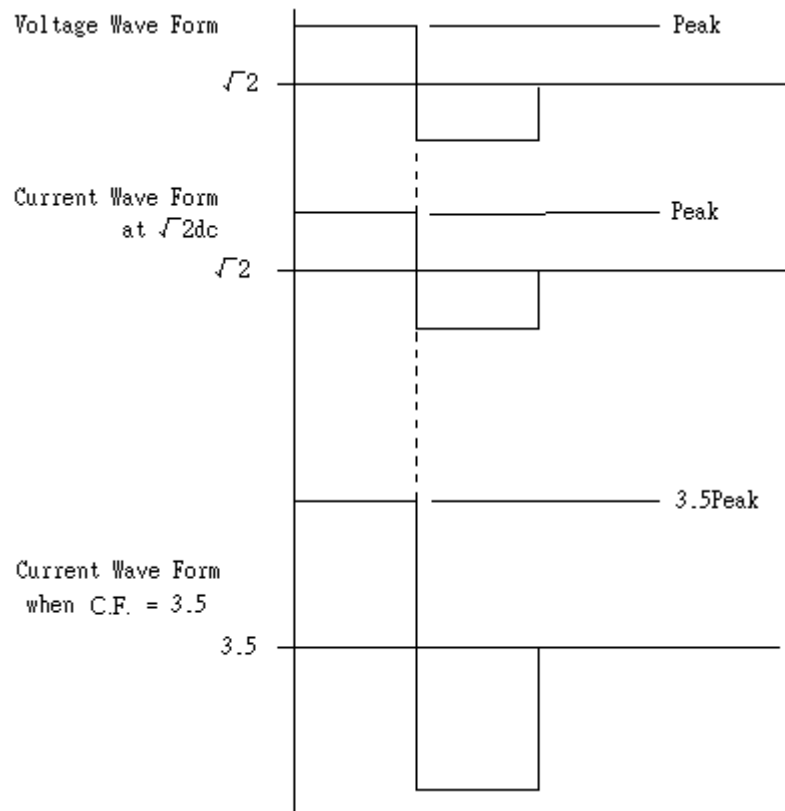 Voltage Wave Form
Peak
√2
Current Wave Form
at √2dc
Peak
√2
3.5Peak
Current Wave Form
when C.F. = 3.5
3.5